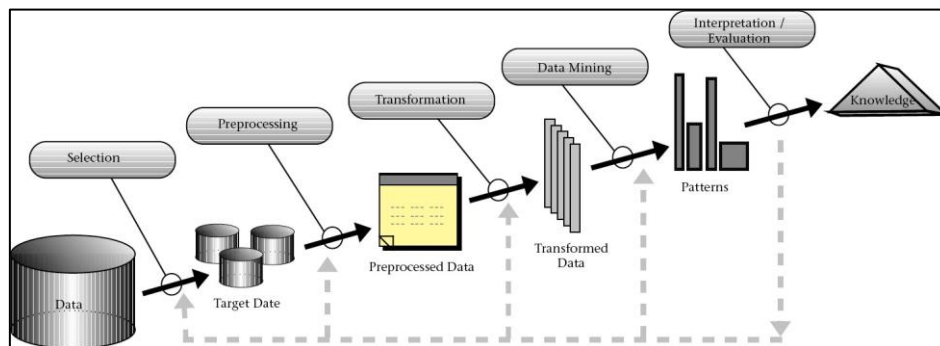 Interpretation /
Evaluation
Data Mining
Transformation
Preprocessing
Selection
Knowledge
Patterns
Transformed
Data
Preprocessed Data
Target Date
Data